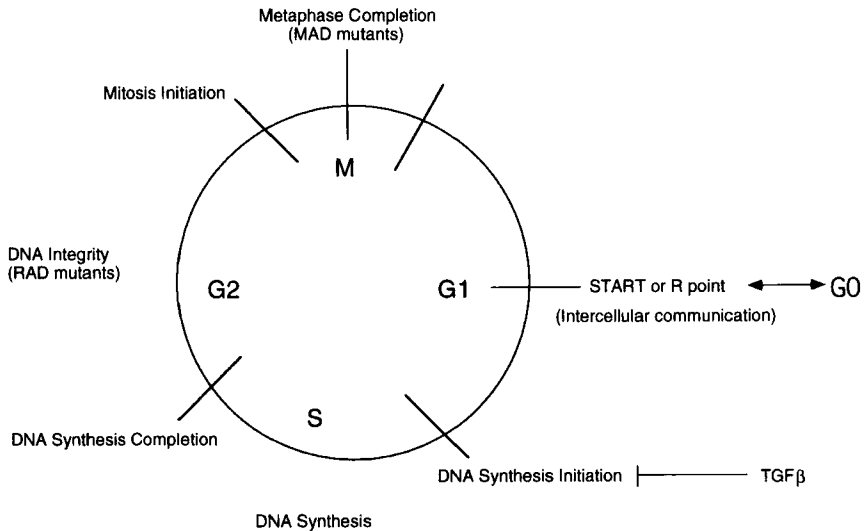 Metaphase Completion
(MAD mutants)
Mitosis Initiation
M
DNA Integrity
(RAD mutants)
G2
G1
START or R point
G0
(Intercellular communication)
S
DNA Synthesis Completion
DNA Synthesis Initiation
TGFβ
DNA Synthesis